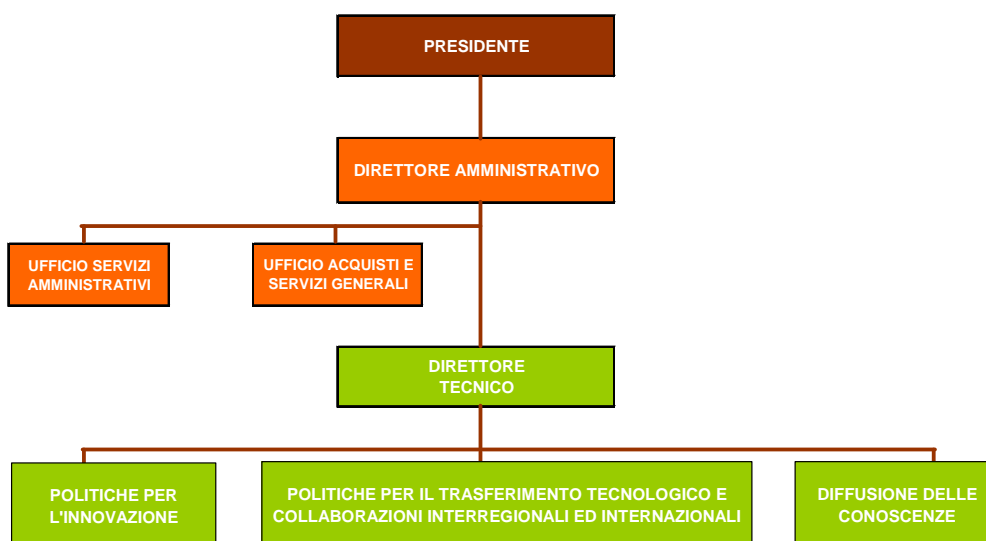 PRESIDENTE
DIRETTORE AMMINISTRATIVO
UFFICIO SERVIZI
AMMINISTRATIVI
UFFICIO ACQUISTI E
SERVIZI GENERALI
DIRETTORE
TECNICO
POLITICHE PER
L'INNOVAZIONE
POLITICHE PER IL TRASFERIMENTO TECNOLOGICO E
COLLABORAZIONI INTERREGIONALI ED INTERNAZIONALI
DIFFUSIONE DELLE
CONOSCENZE